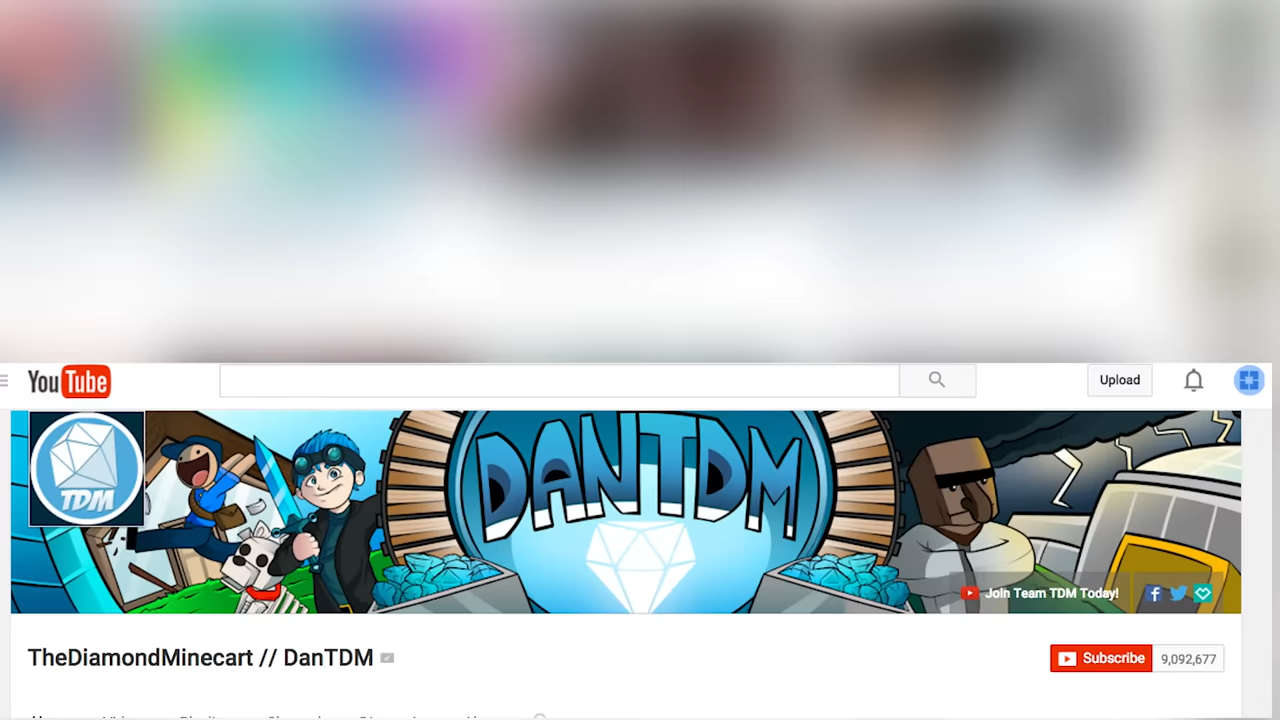 YouTube
Upload
TDM
DANTDM
Join Team TDM Today!
TheDiamondMinecart // DanTDM
Subscribe 9,092,677